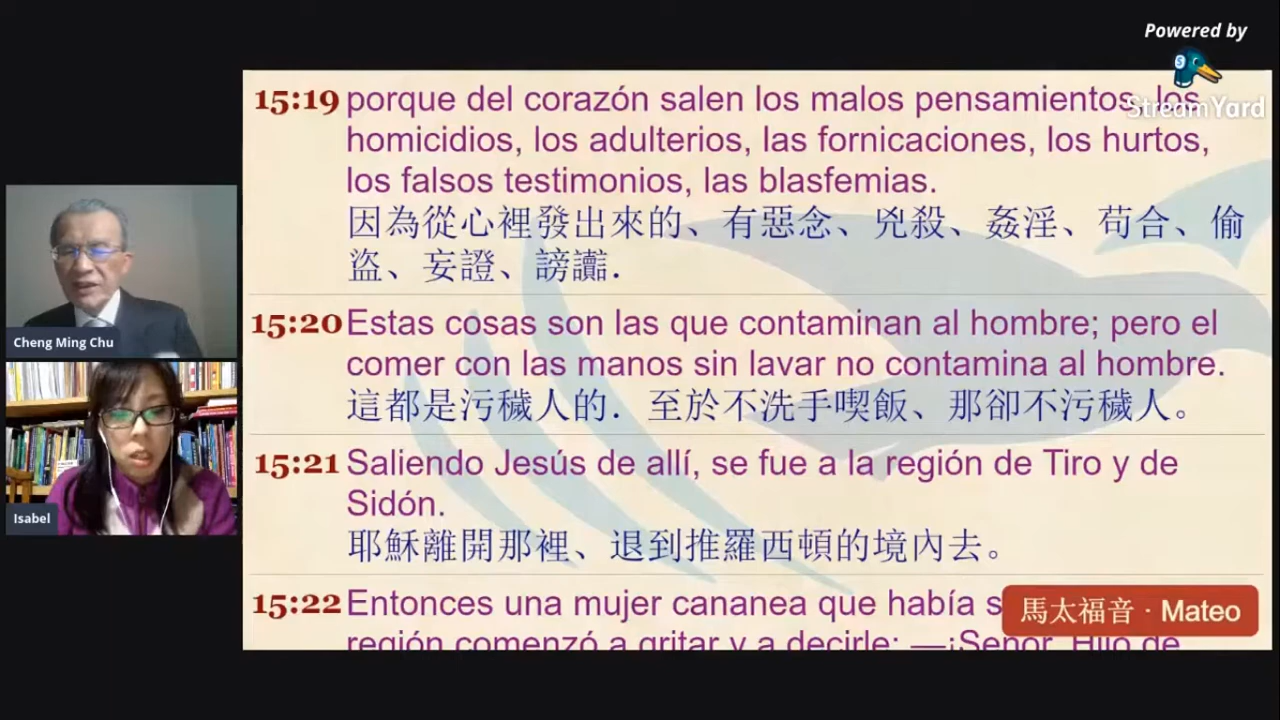 Powered by
StreamYard
15:19 porque del corazón salen los malos pensamientos, los
homicidios, los adulterios, las fornicaciones, los hurtos,
los falsos testimonios, las blasfemias.
因為從心裡發出來的、有惡念、兇殺、姦淫、苟合、偷
盜、妄證、謗讟．
15:20 Estas cosas son las que contaminan al hombre; pero el
comer con las manos sin lavar no contamina al hombre.
這都是污穢人的．至於不洗手喫飯、那卻不污穢人。
15:21 Saliendo Jesús de allí, se fue a la región de Tiro y de
Sidón.
耶穌離開那裡、退到推羅西頓的境內去。
15:22 Entonces una mujer cananea que había s
región comenzó a gritar y a decirle: —¡Señor, Hijo de
馬太福音 · Mateo
Cheng Ming Chu
Isabel